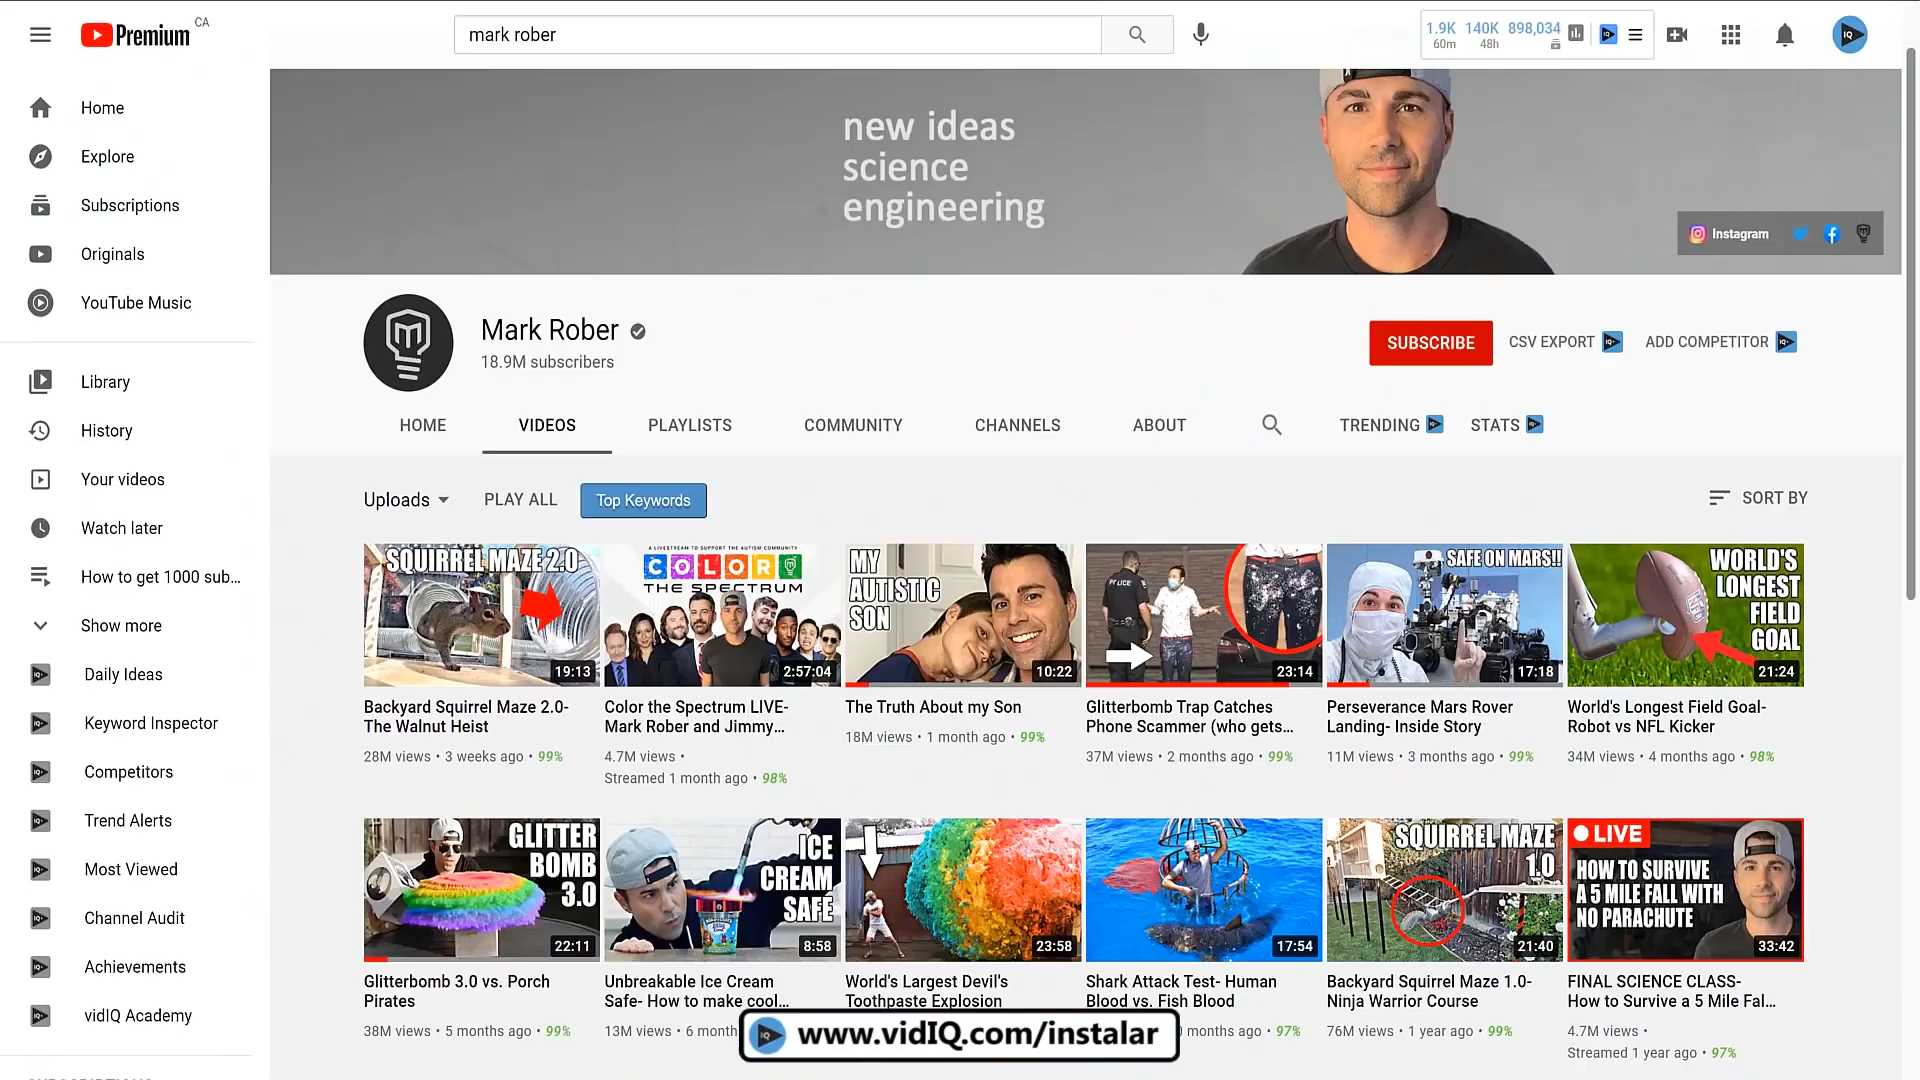 Premium CA
mark rober
1.9K 140K 898,034
60m 48h
Home
Explore
Subscriptions
Originals
YouTube Music
Library
History
Your videos
Watch later
How to get 1000 sub...
Show more
Daily Ideas
Keyword Inspector
Competitors
Trend Alerts
Most Viewed
Channel Audit
Achievements
vidIQ Academy
new ideas
science
engineering
Instagram
Mark Rober
18.9M subscribers
SUBSCRIBE
CSV EXPORT
ADD COMPETITOR
HOME
VIDEOS
PLAYLISTS
COMMUNITY
CHANNELS
ABOUT
TRENDING
STATS
Uploads
PLAY ALL
Top Keywords
SORT BY
SQUIRREL MAZE 2.0
19:13
Backyard Squirrel Maze 2.0-
The Walnut Heist
28M views • 3 weeks ago • 99%
A LIVESTREAM TO SUPPORT THE AUTISM COMMUNITY
COLOR
THE SPECTRUM
2:57:04
Color the Spectrum LIVE-
Mark Rober and Jimmy...
4.7M views •
Streamed 1 month ago • 98%
MY
AUTISTIC
SON
10:22
The Truth About my Son
18M views • 1 month ago • 99%
23:14
Glitterbomb Trap Catches
Phone Scammer (who gets...
37M views • 2 months ago • 99%
SAFE ON MARS!!
17:18
Perseverance Mars Rover
Landing- Inside Story
11M views • 3 months ago • 99%
WORLD'S
LONGEST
FIELD
GOAL
21:24
World's Longest Field Goal-
Robot vs NFL Kicker
34M views • 4 months ago • 98%
GLITTER
BOMB
3.0
22:11
Glitterbomb 3.0 vs. Porch
Pirates
38M views • 5 months ago • 99%
ICE
CREAM
SAFE
8:58
Unbreakable Ice Cream
Safe- How to make cool...
13M views • 6 month
23:58
World's Largest Devil's
Toothpaste Explosion
17:54
Shark Attack Test- Human
Blood vs. Fish Blood
months ago • 97%
SQUIRREL MAZE
1.0
21:40
Backyard Squirrel Maze 1.0-
Ninja Warrior Course
76M views • 1 year ago • 99%
LIVE
HOW TO SURVIVE
A 5 MILE FALL WITH
NO PARACHUTE
33:42
FINAL SCIENCE CLASS-
How to Survive a 5 Mile Fal...
4.7M views •
Streamed 1 year ago • 97%
www.vidIQ.com/instalar